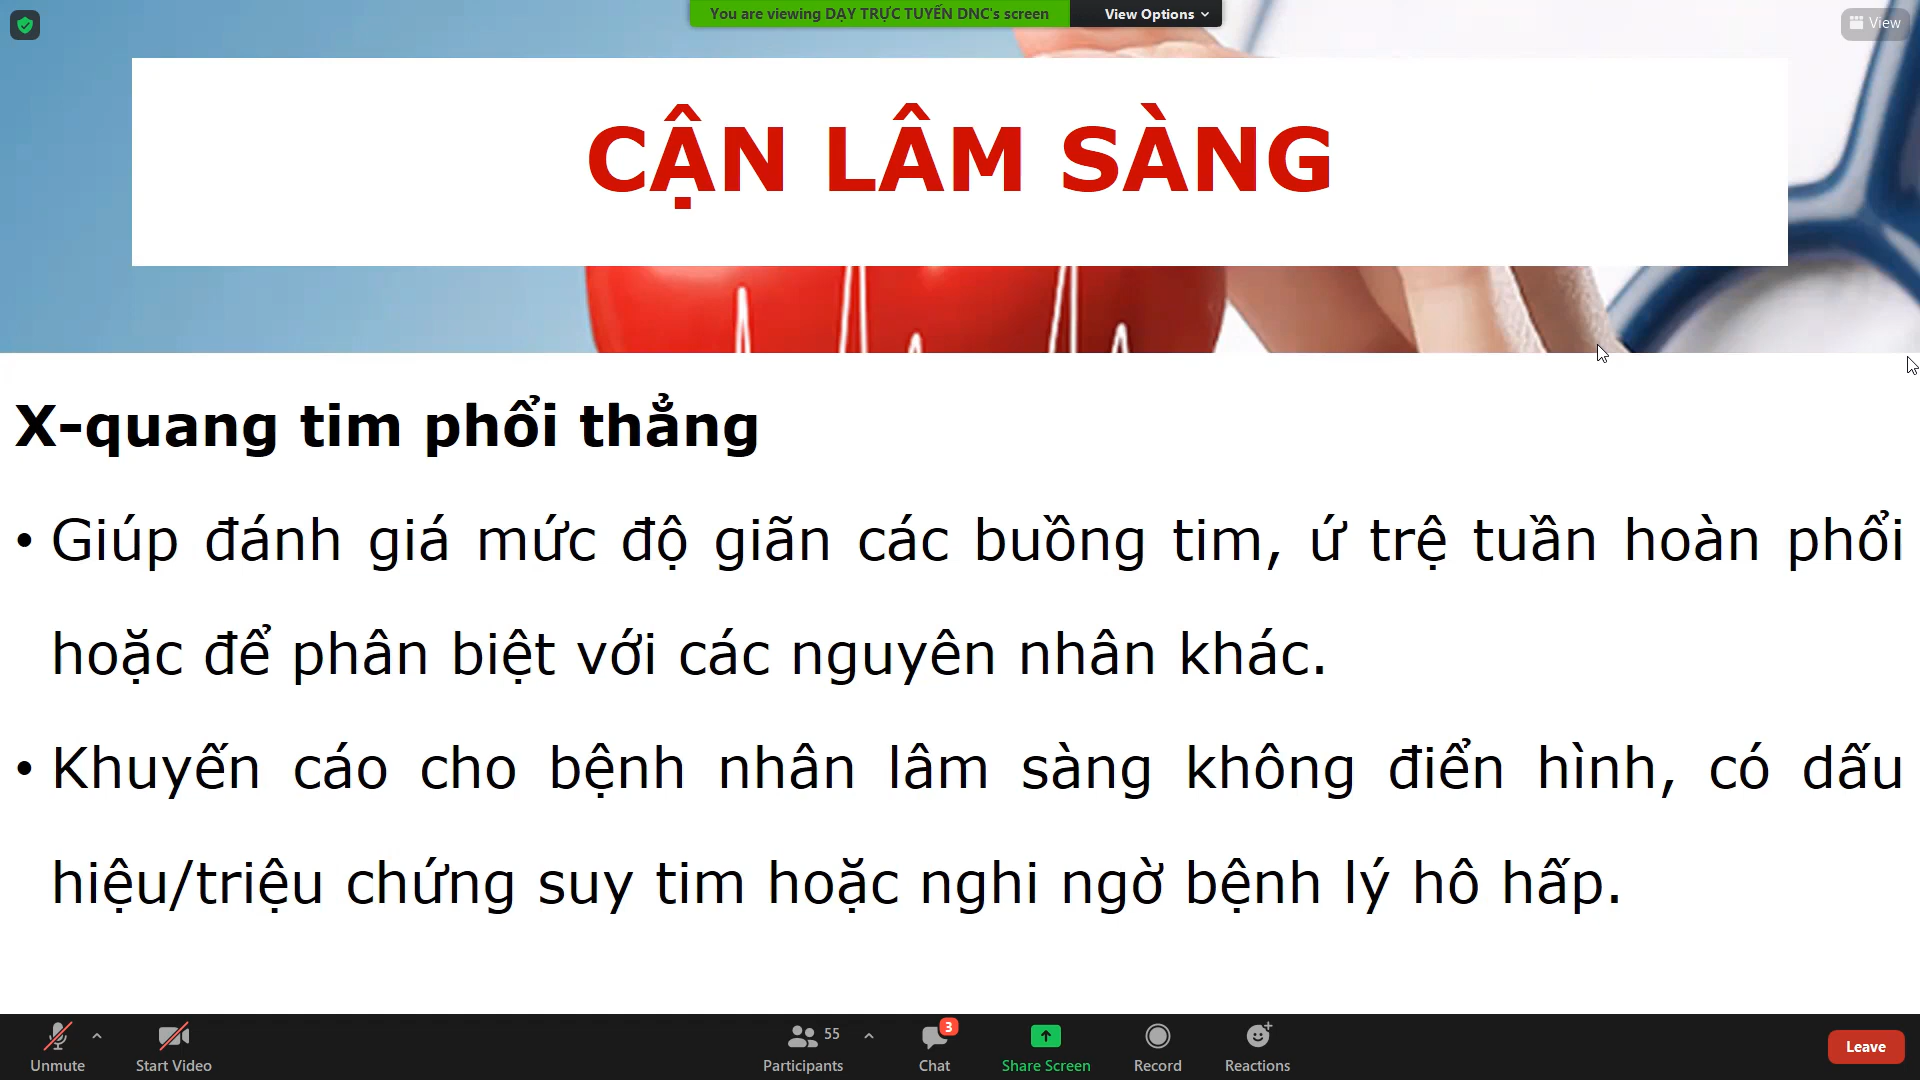 You are viewing DẠY TRỰC TUYẾN DNC's screen
View Options
View
CẬN LÂM SÀNG
X-quang tim phổi thẳng
• Giúp đánh giá mức độ giãn các buồng tim, ứ trệ tuần hoàn phổi
hoặc để phân biệt với các nguyên nhân khác.
• Khuyến cáo cho bệnh nhân lâm sàng không điển hình, có dấu
hiệu/triệu chứng suy tim hoặc nghi ngờ bệnh lý hô hấp.
55
3
Unmute
Start Video
Participants
Chat
Share Screen
Record
Reactions
Leave